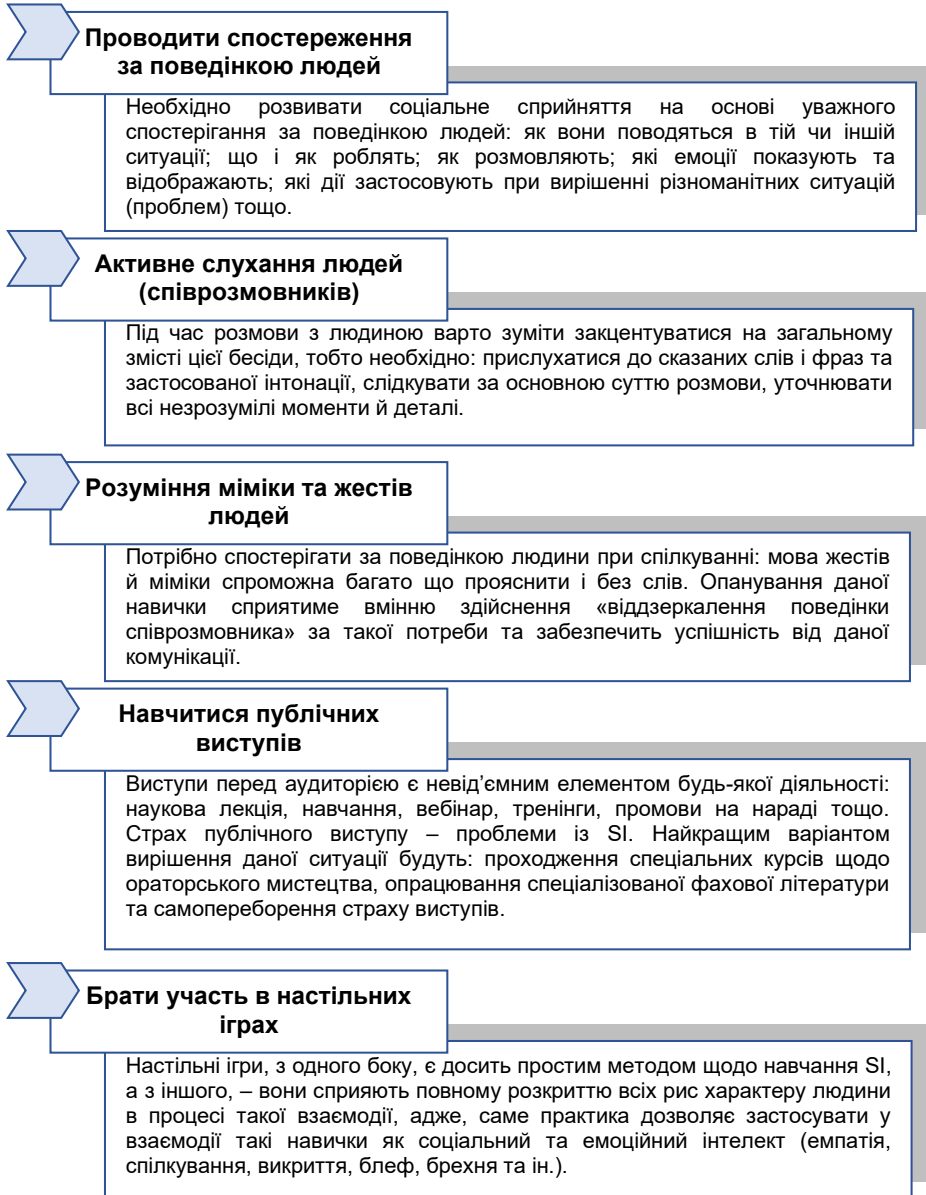 Проводити спостереження
за поведінкою людей
Необхідно розвивати соціальне сприйняття на основі уважного
спостерігання за поведінкою людей: як вони поводяться в тій чи іншій
ситуації; що і як роблять; як розмовляють; які емоції показують та
відображають; які дії застосовують при вирішенні різноманітних ситуацій
(проблем) тощо.
Активне слухання людей
(співрозмовників)
Під час розмови з людиною варто зуміти закцентуватися на загальному
змісті цієї бесіди, тобто необхідно: прислухатися до сказаних слів і фраз та
застосованої інтонації, слідкувати за основною суттю розмови, уточнювати
всі незрозумілі моменти й деталі.
Розуміння міміки та жестів
людей
Потрібно спостерігати за поведінкою людини при спілкуванні: мова жестів
й міміки спроможна багато що прояснити і без слів. Опанування даної
навички сприятиме вмінню здійснення «віддзеркалення поведінки
співрозмовника» за такої потреби та забезпечить успішність від даної
комунікації.
Навчитися публічних
виступів
Виступи перед аудиторією є невід’ємним елементом будь-якої діяльності:
наукова лекція, навчання, вебінар, тренінги, промови на нараді тощо.
Страх публічного виступу – проблеми із SI. Найкращим варіантом
вирішення даної ситуації будуть: проходження спеціальних курсів щодо
ораторського мистецтва, опрацювання спеціалізованої фахової літератури
та самопереборення страху виступів.
Брати участь в настільних
іграх
Настільні ігри, з одного боку, є досить простим методом щодо навчання SI,
а з іншого, – вони сприяють повному розкриттю всіх рис характеру людини
в процесі такої взаємодії, адже, саме практика дозволяє застосувати у
взаємодії такі навички як соціальний та емоційний інтелект (емпатія,
спілкування, викриття, блеф, брехня та ін.).